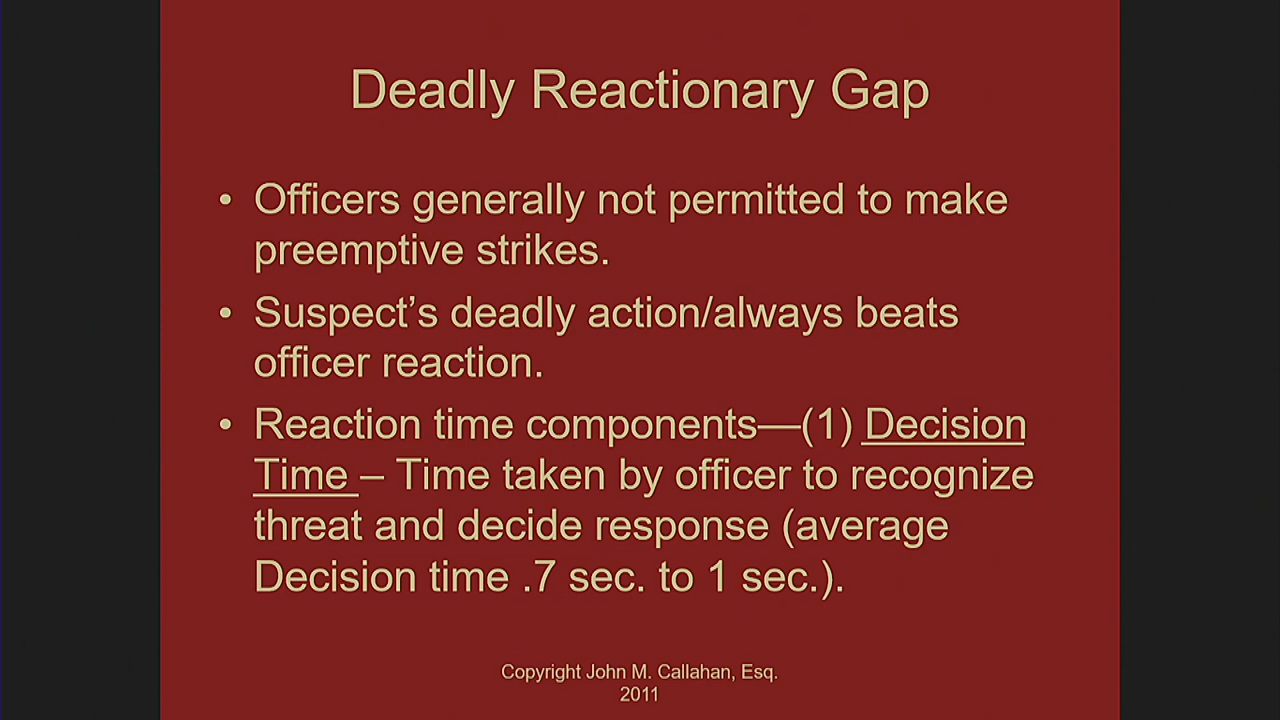 Deadly Reactionary Gap
• Officers generally not permitted to make
preemptive strikes.
• Suspect’s deadly action/always beats
officer reaction.
• Reaction time components—(1) Decision
Time – Time taken by officer to recognize
threat and decide response (average
Decision time .7 sec. to 1 sec.).
Copyright John M. Callahan, Esq.
2011